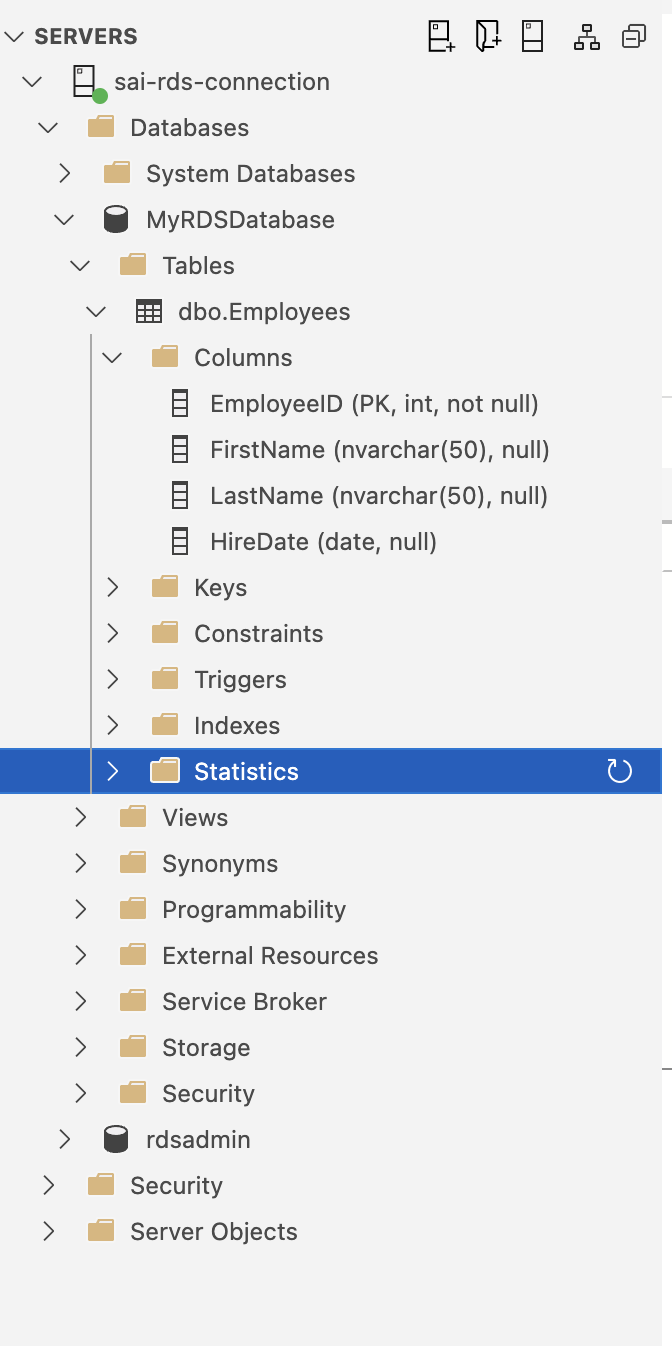 SERVERS
sai-rds-connection
Databases
System Databases
MyRDSDatabase
Tables
dbo.Employees
Columns
EmployeeID (PK, int, not null)
FirstName (nvarchar(50), null)
LastName (nvarchar(50), null)
HireDate (date, null)
Keys
Constraints
Triggers
Indexes
Statistics
Views
Synonyms
Programmability
External Resources
Service Broker
Storage
Security
rdsadmin
Security
Server Objects